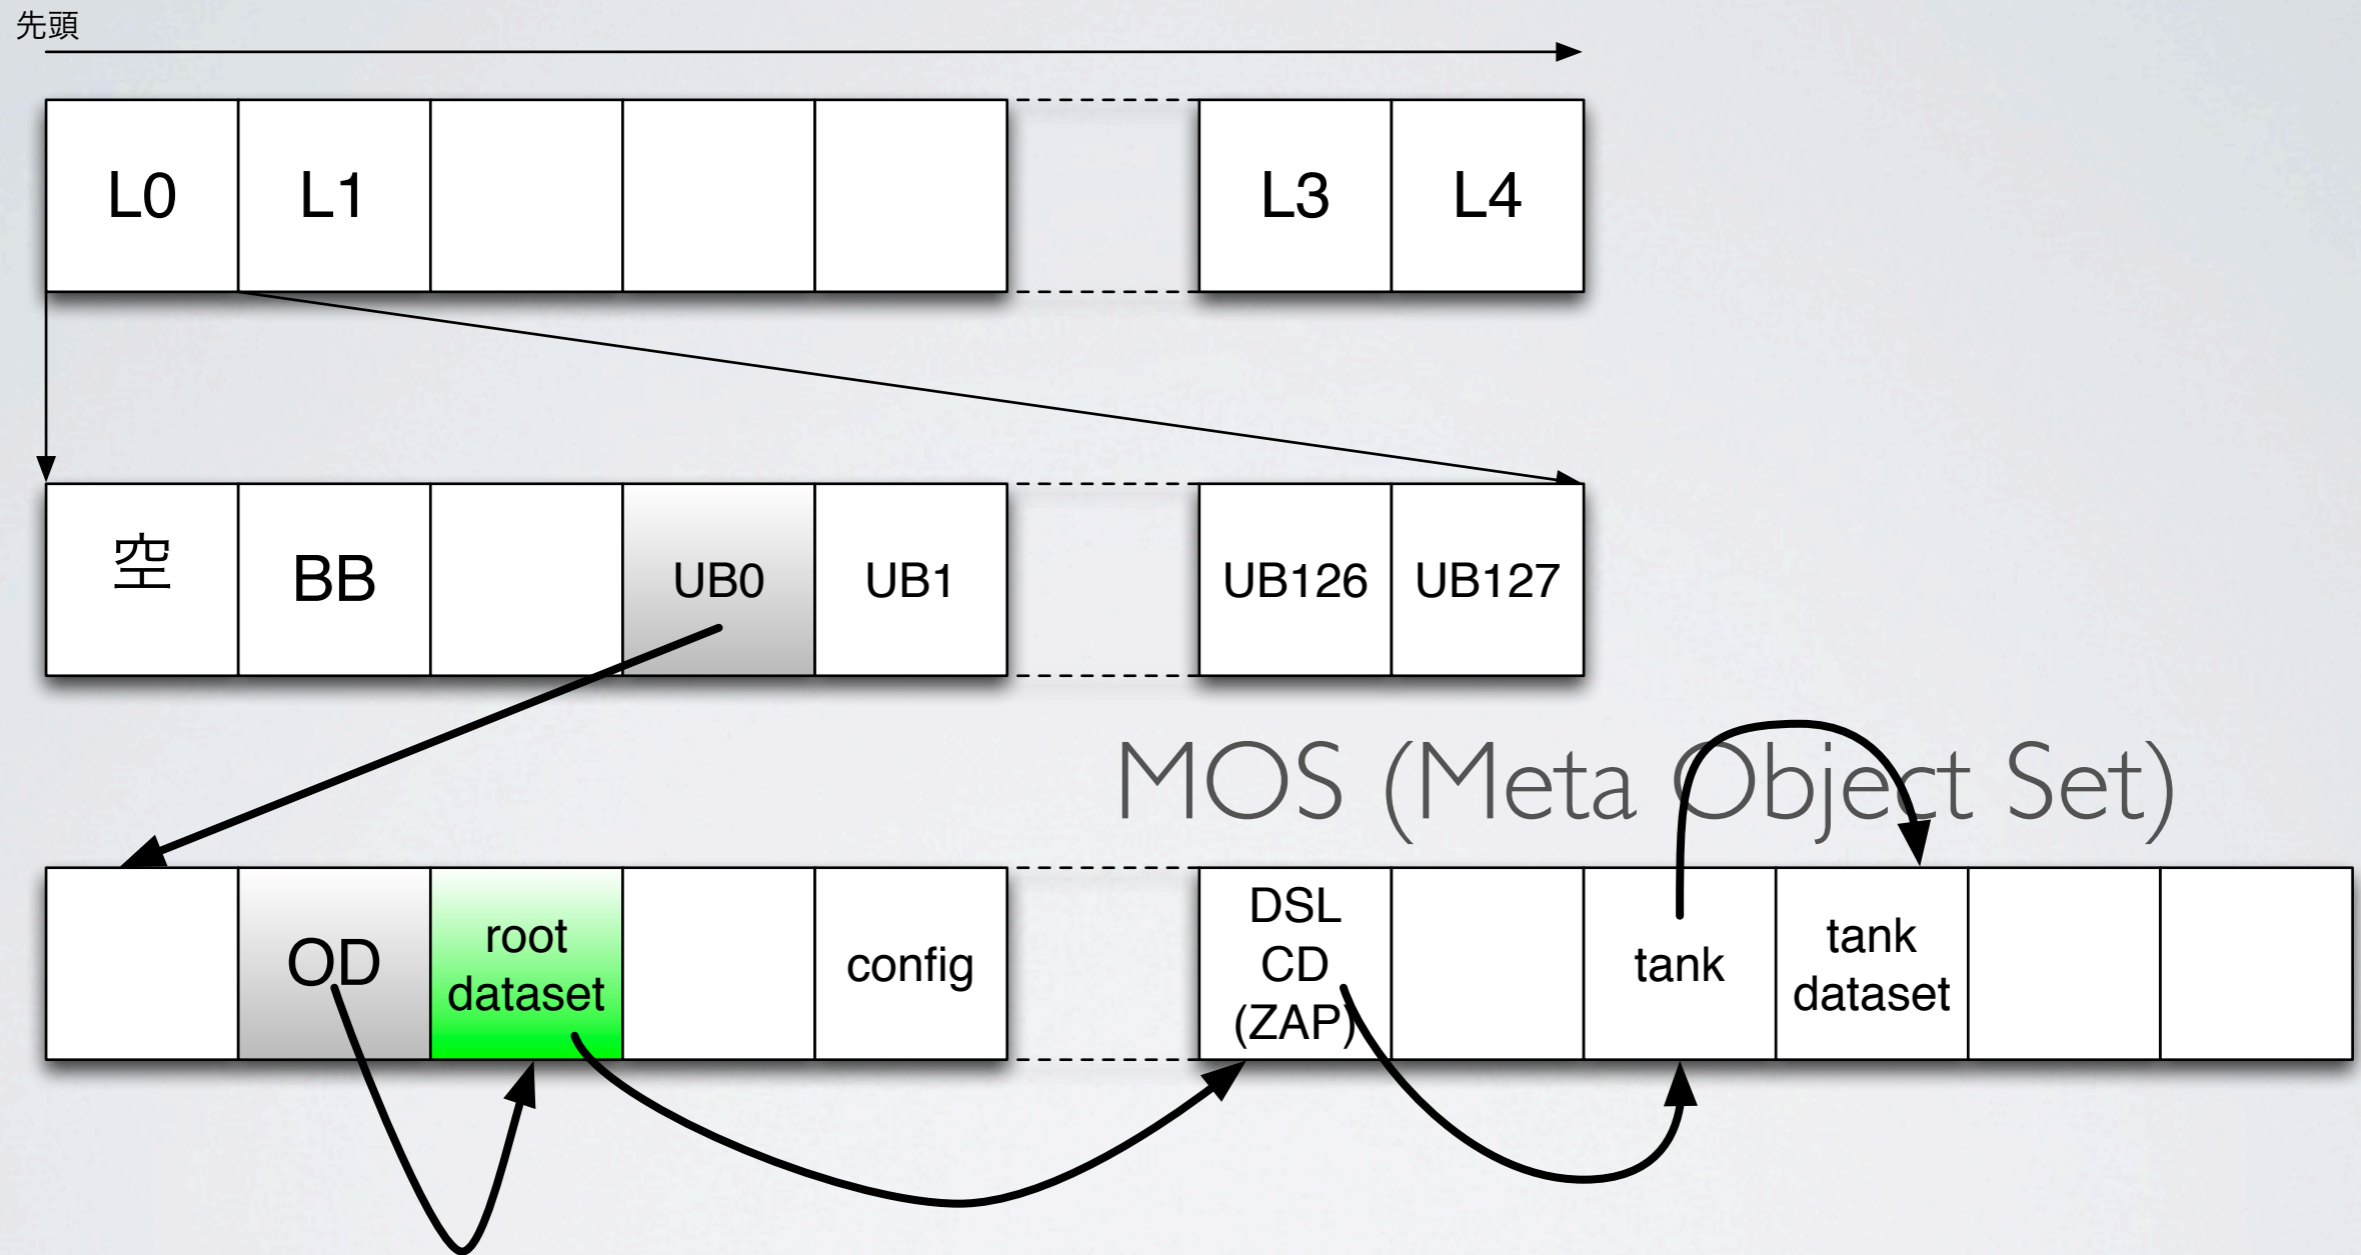 先頭
L0 L1 L3 L4
空 BB UB0 UB1 UB126 UB127
MOS (Meta Object Set)
OD
root
dataset
config
DSL
CD
(ZAP)
tank
tank
dataset